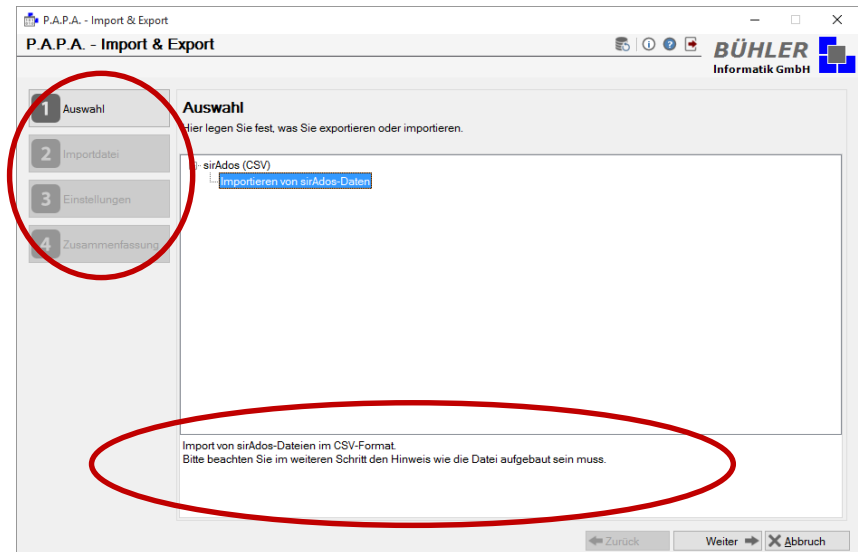 P.A.P.A. - Import & Export
P.A.P.A. - Import & Export
BÜHLER
Informatik GmbH
1 Auswahl
2 Importdatei
3 Einstellungen
4 Zusammenfassung
Auswahl
Hier legen Sie fest, was Sie exportieren oder importieren.
sirAdos (CSV)
Importieren von sirAdos-Daten
Import von sirAdos-Dateien im CSV-Format.
Bitte beachten Sie im weiteren Schritt den Hinweis wie die Datei aufgebaut sein muss.
Zurück
Weiter
Abbruch